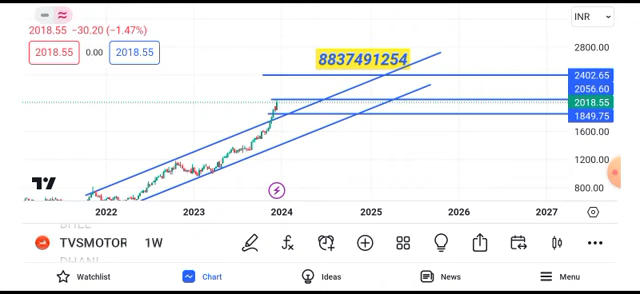 INR
2018.55 −30.20 (−1.47%)
2018.55 0.00 2018.55
8837491254
2800.00
2402.65
2056.60
2018.55
1849.75
1600.00
1200.00
800.00
2022 2023 2024 2025 2026 2027
TVSMOTOR 1W
Watchlist Chart Ideas News Menu